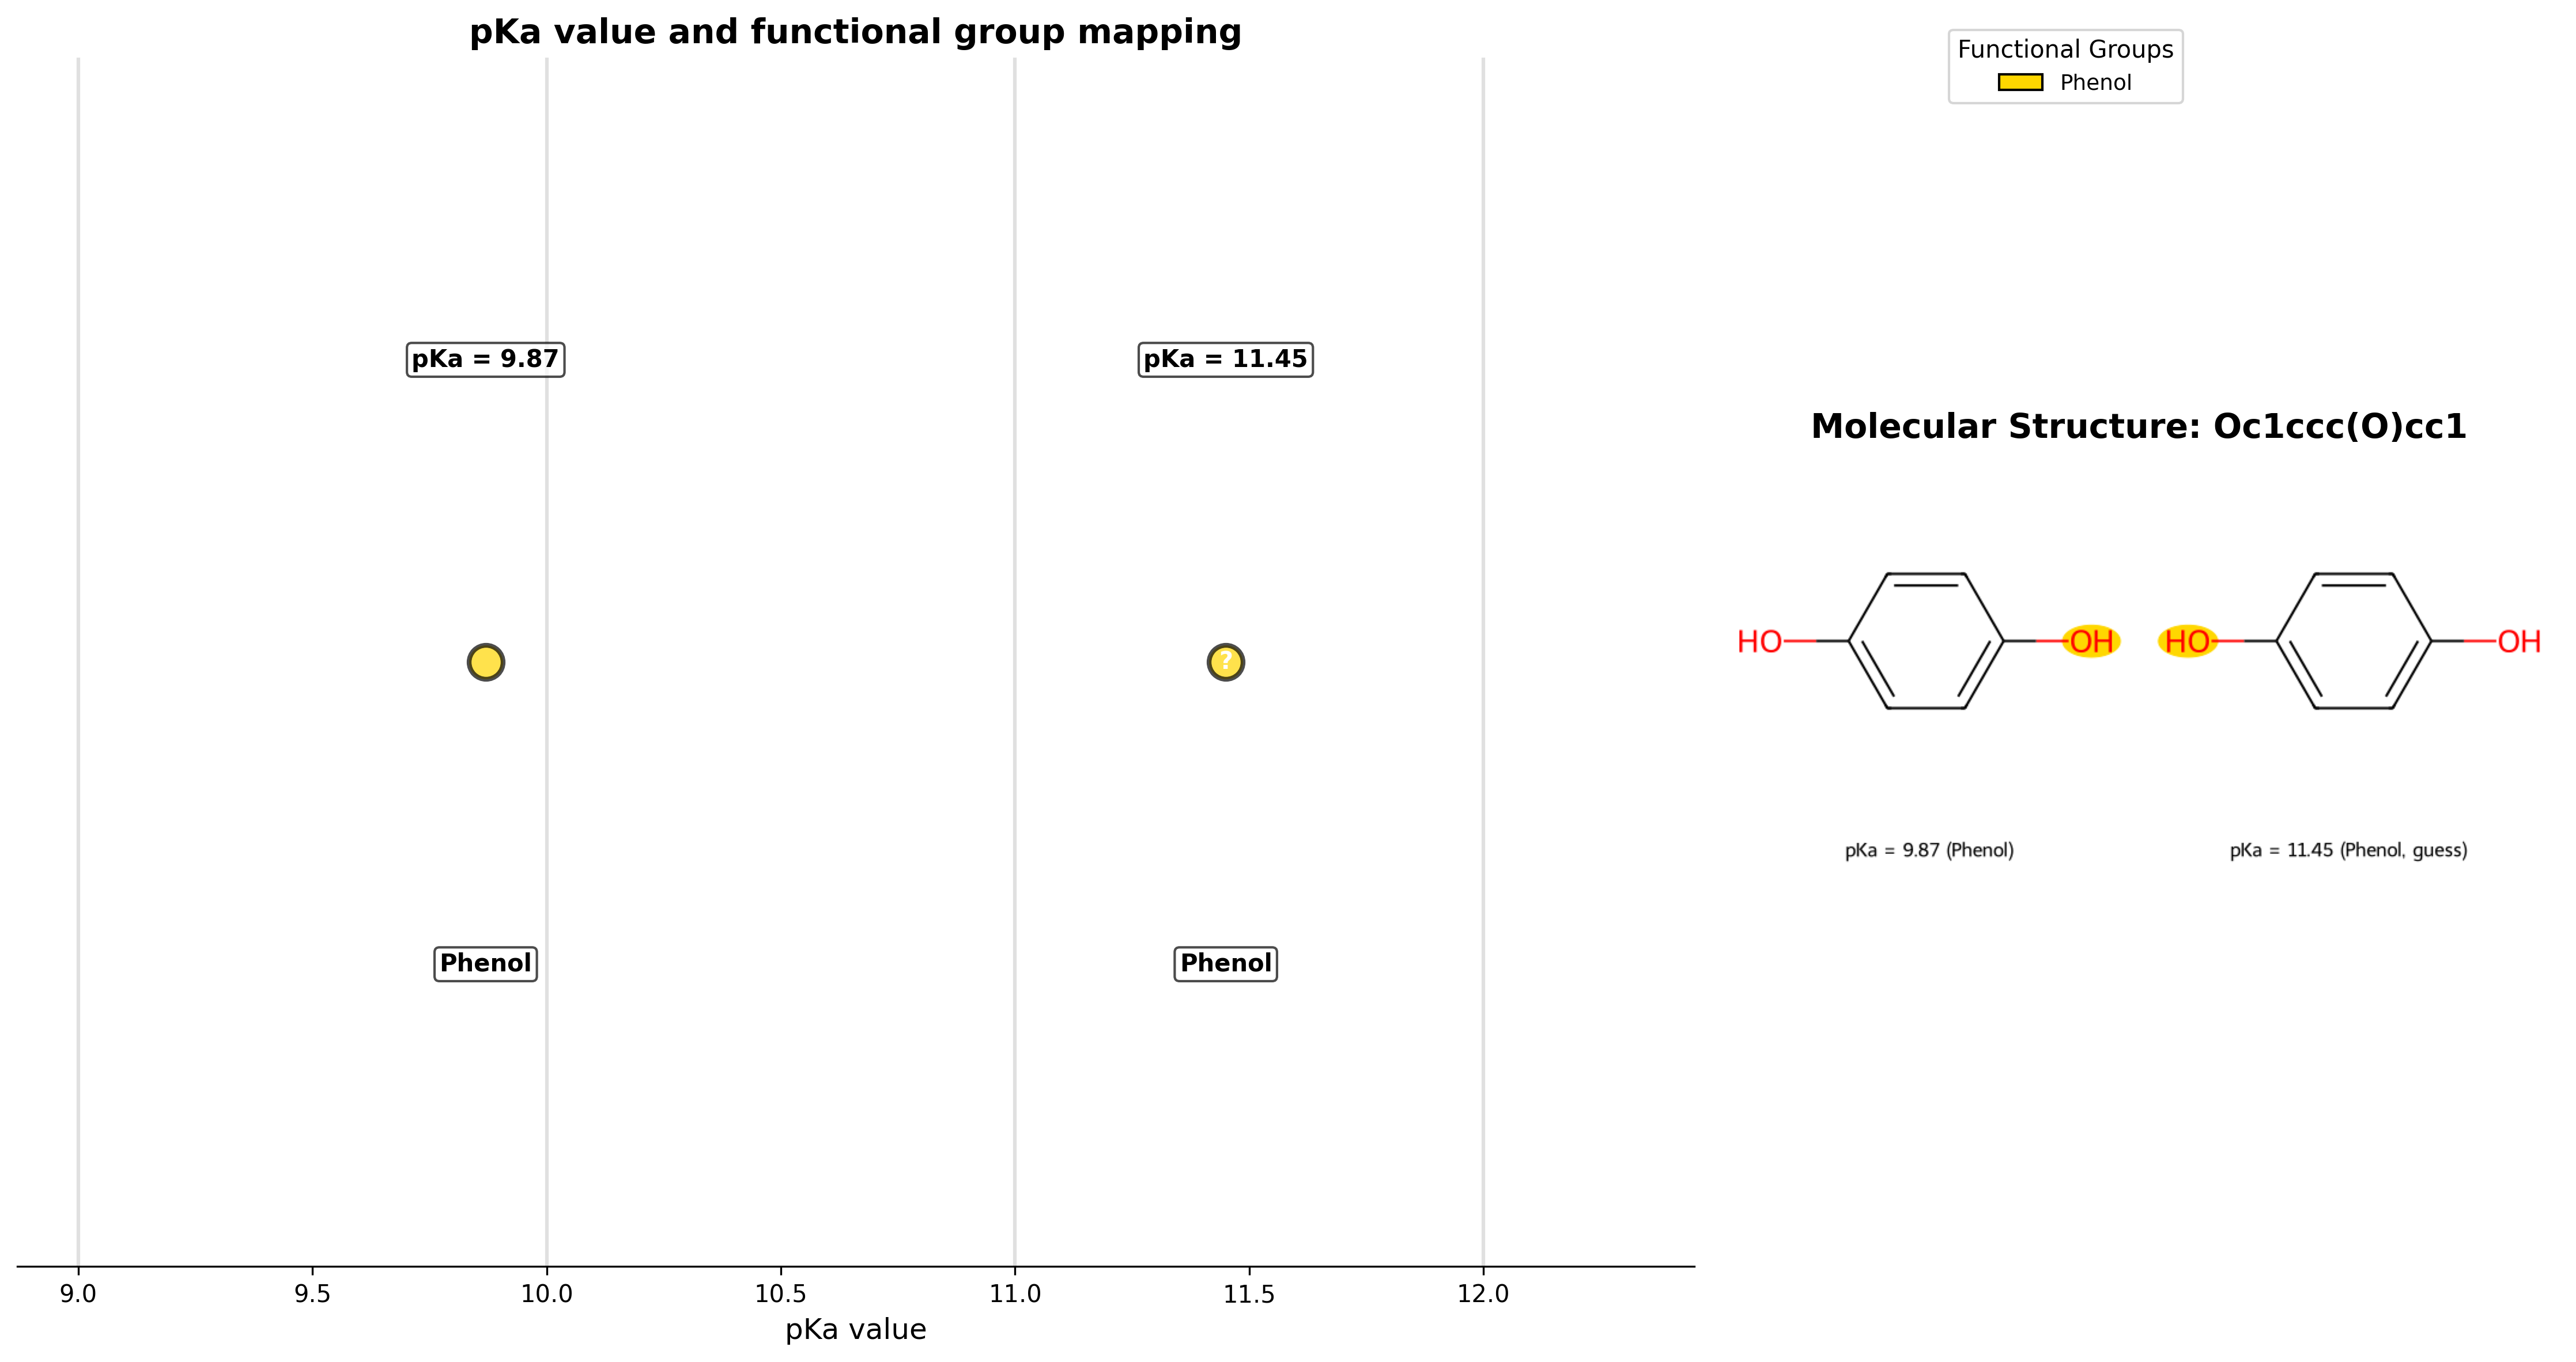 pKa value and functional group mapping
Functional Groups
Phenol
pKa = 9.87
pKa = 11.45
Molecular Structure: Oc1ccc(O)cc1
HO
OH
HO
OH
?
pKa = 9.87 (Phenol)
pKa = 11.45 (Phenol, guess)
Phenol
Phenol
9.0
9.5
10.0
10.5
11.0
11.5
12.0
pKa value